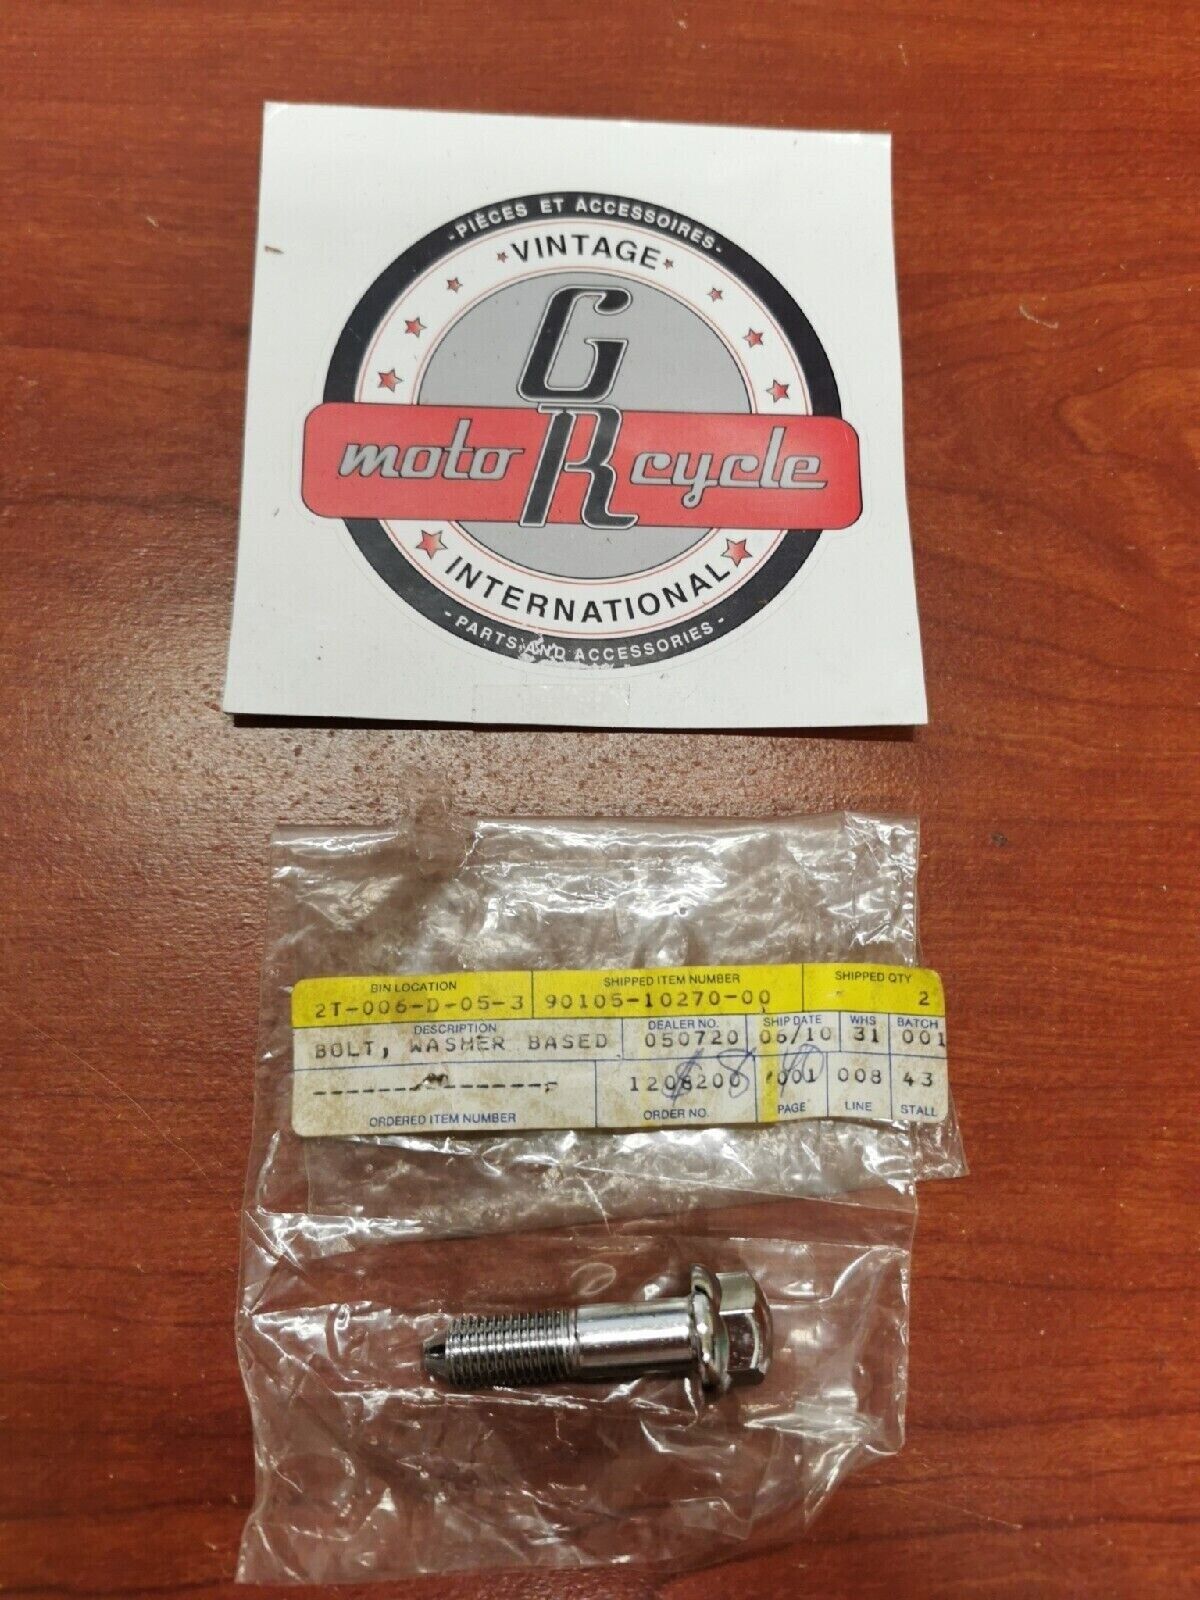 - PIÈCES ET ACCESSOIRES -
VINTAGE
GR
moto cycle
INTERNATIONAL
- PARTS AND ACCESSORIES -
BIN LOCATION SHIPPED ITEM NUMBER SHIPPED QTY
2T-006-D-05-3 90105-10270-00 2
DESCRIPTION DEALER NO. SHIP DATE WHS BATCH
BOLT, WASHER BASED 050720 06/10 31 001
1208200 001 008 43
ORDERED ITEM NUMBER ORDER NO. PAGE LINE STALL